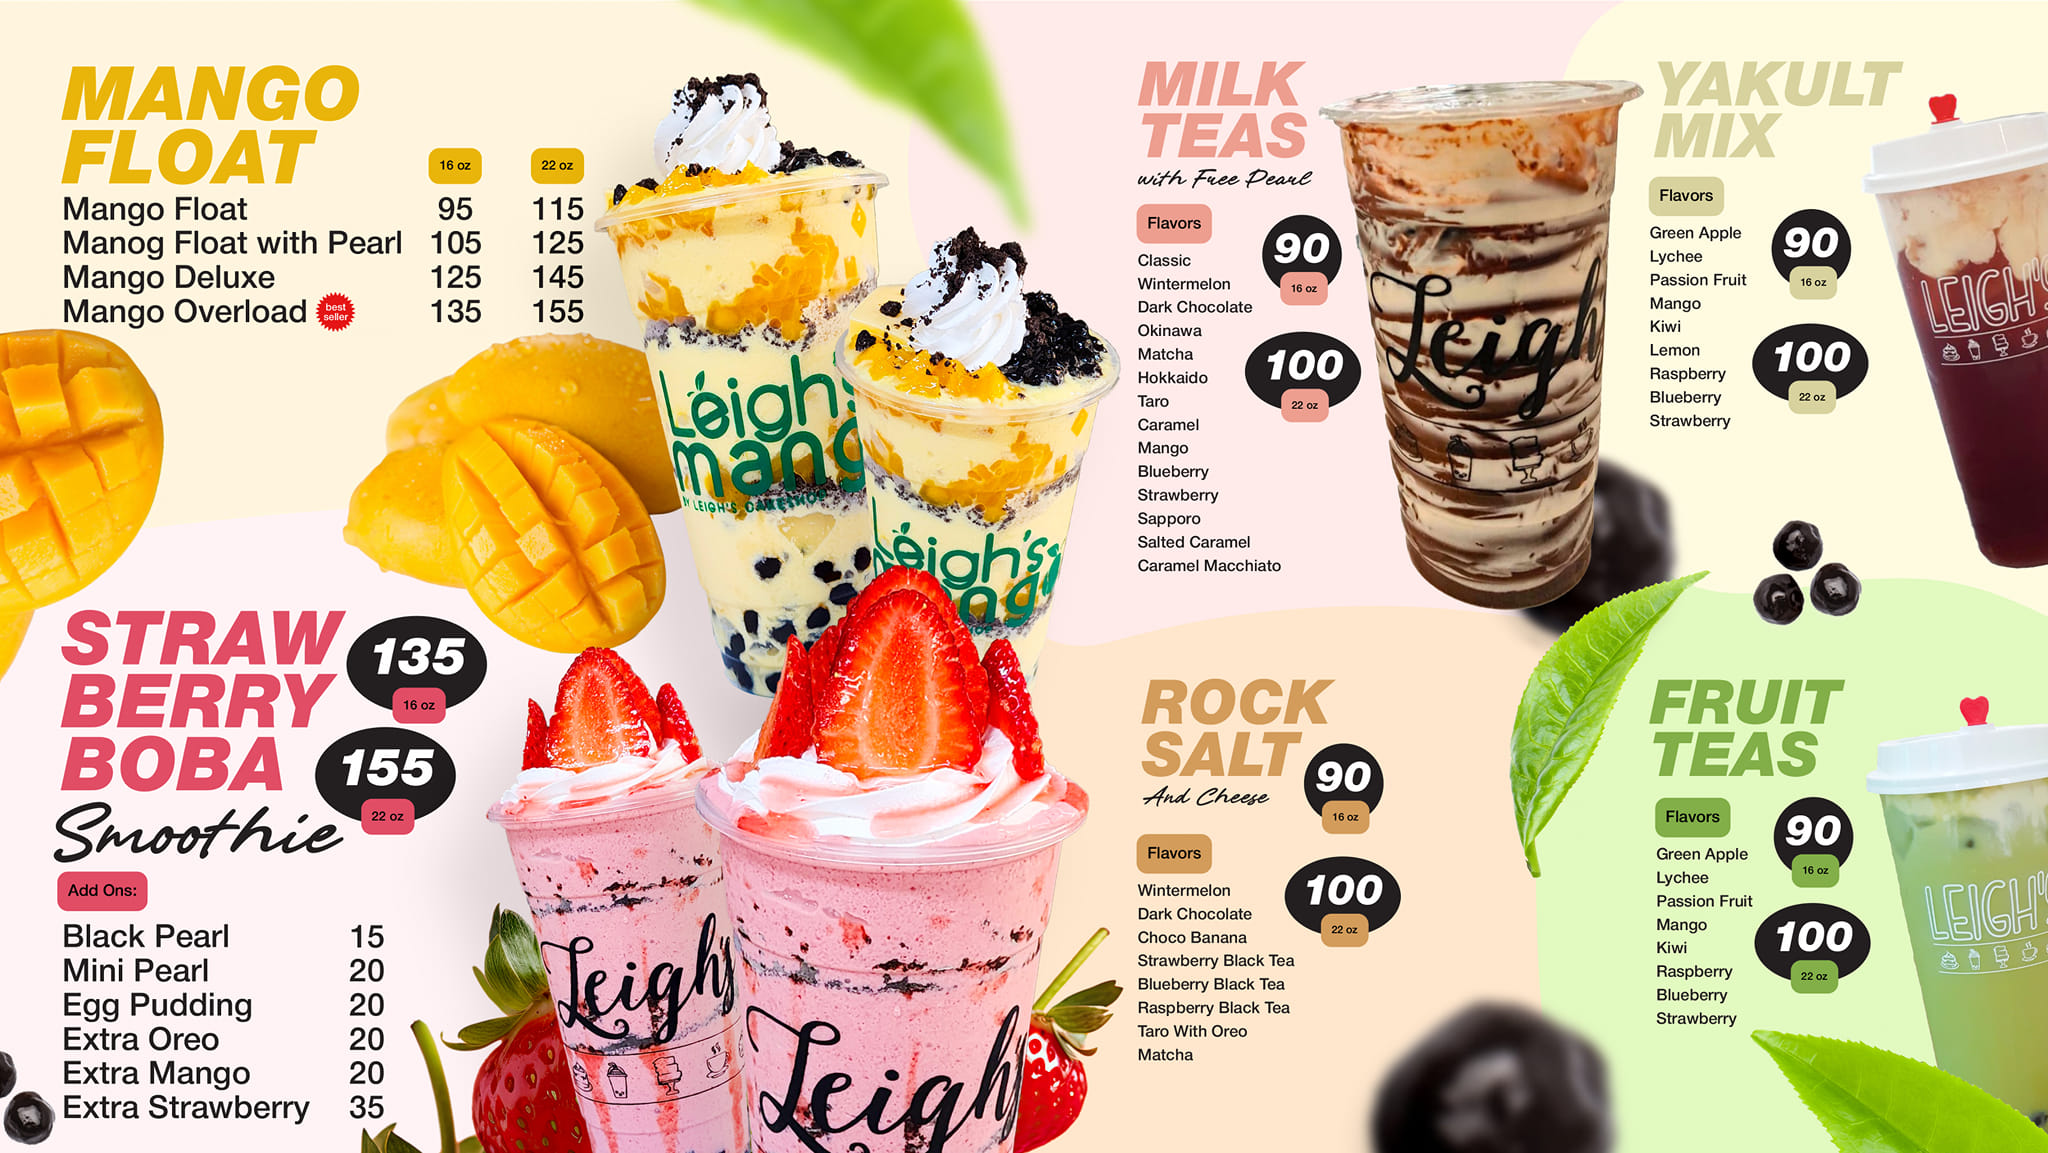 MANGO
FLOAT
16 oz 22 oz
Mango Float 95 115
Manog Float with Pearl 105 125
Mango Deluxe 125 145
Mango Overload best seller 135 155
STRAW
BERRY
BOBA
Smoothie
135
16 oz
155
22 oz
Add Ons:
Black Pearl 15
Mini Pearl 20
Egg Pudding 20
Extra Oreo 20
Extra Mango 20
Extra Strawberry 35
Leigh's
mang
BY LEIGH'S CAKESHOP
Leigh's
ang
Leigh's
Leigh's
MILK
TEAS
with Free Pearl
Flavors
90
16 oz
100
22 oz
Classic
Wintermelon
Dark Chocolate
Okinawa
Matcha
Hokkaido
Taro
Caramel
Mango
Blueberry
Strawberry
Sapporo
Salted Caramel
Caramel Macchiato
Leigh
YAKULT
MIX
Flavors
90
16 oz
100
22 oz
Green Apple
Lychee
Passion Fruit
Mango
Kiwi
Lemon
Raspberry
Blueberry
Strawberry
LEIGH'S
ROCK
SALT
And Cheese
90
16 oz
100
22 oz
Flavors
Wintermelon
Dark Chocolate
Choco Banana
Strawberry Black Tea
Blueberry Black Tea
Raspberry Black Tea
Taro With Oreo
Matcha
FRUIT
TEAS
Flavors
90
16 oz
100
22 oz
Green Apple
Lychee
Passion Fruit
Mango
Kiwi
Raspberry
Blueberry
Strawberry
LEIGH'S